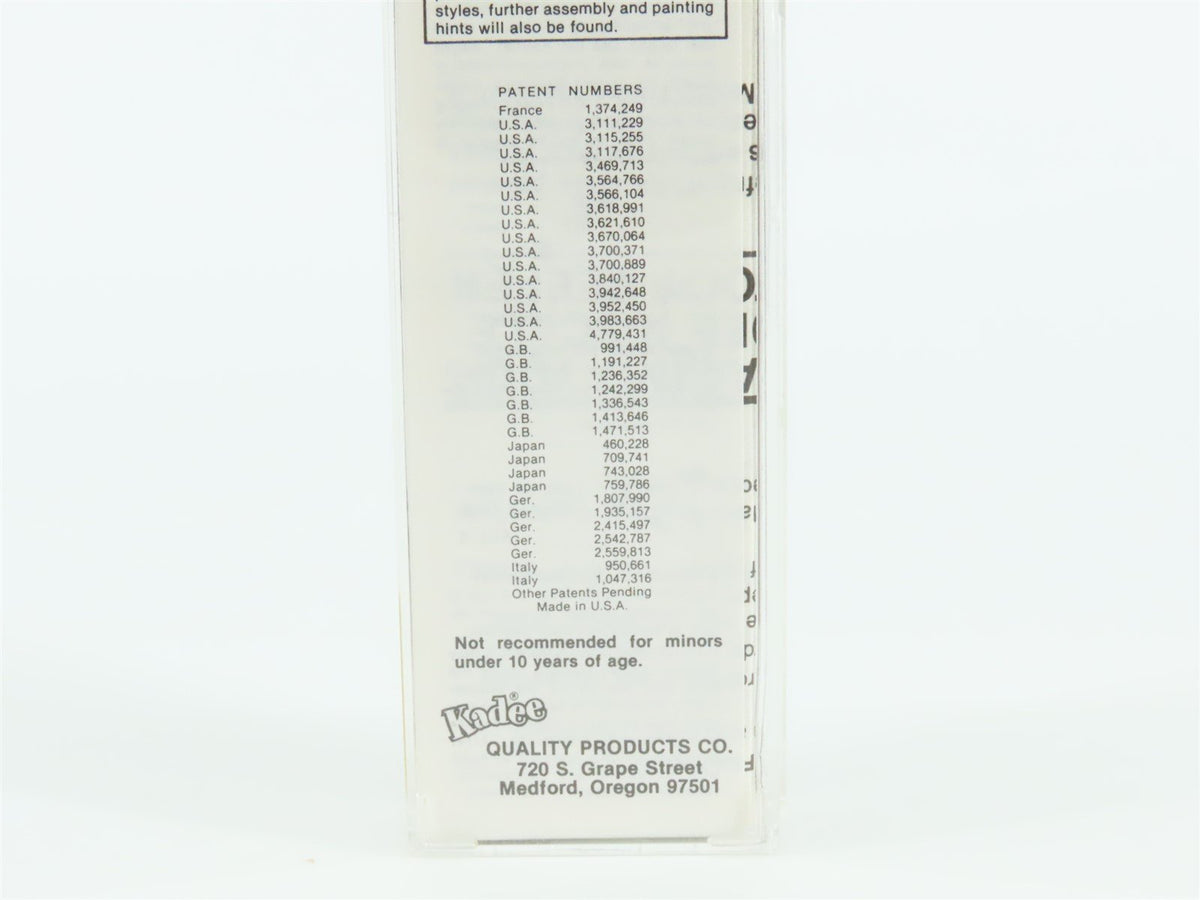 styles, further assembly and painting
hints will also be found.
PATENT NUMBERS
France 1,374,249
U.S.A. 3,111,229
U.S.A. 3,115,255
U.S.A. 3,117,676
U.S.A. 3,469,713
U.S.A. 3,564,766
U.S.A. 3,566,104
U.S.A. 3,618,991
U.S.A. 3,621,610
U.S.A. 3,670,064
U.S.A. 3,700,371
U.S.A. 3,700,889
U.S.A. 3,840,127
U.S.A. 3,942,648
U.S.A. 3,952,450
U.S.A. 3,983,663
U.S.A. 4,779,431
G.B. 991,448
G.B. 1,191,227
G.B. 1,236,352
G.B. 1,242,299
G.B. 1,336,543
G.B. 1,413,646
G.B. 1,471,513
Japan 460,228
Japan 709,741
Japan 743,028
Japan 759,786
Ger. 1,807,990
Ger. 1,935,157
Ger. 2,415,497
Ger. 2,542,787
Ger. 2,559,813
Italy 950,661
Italy 1,047,316
Other Patents Pending
Made in U.S.A.
Not recommended for minors
under 10 years of age.
Kadee®
QUALITY PRODUCTS CO.
720 S. Grape Street
Medford, Oregon 97501